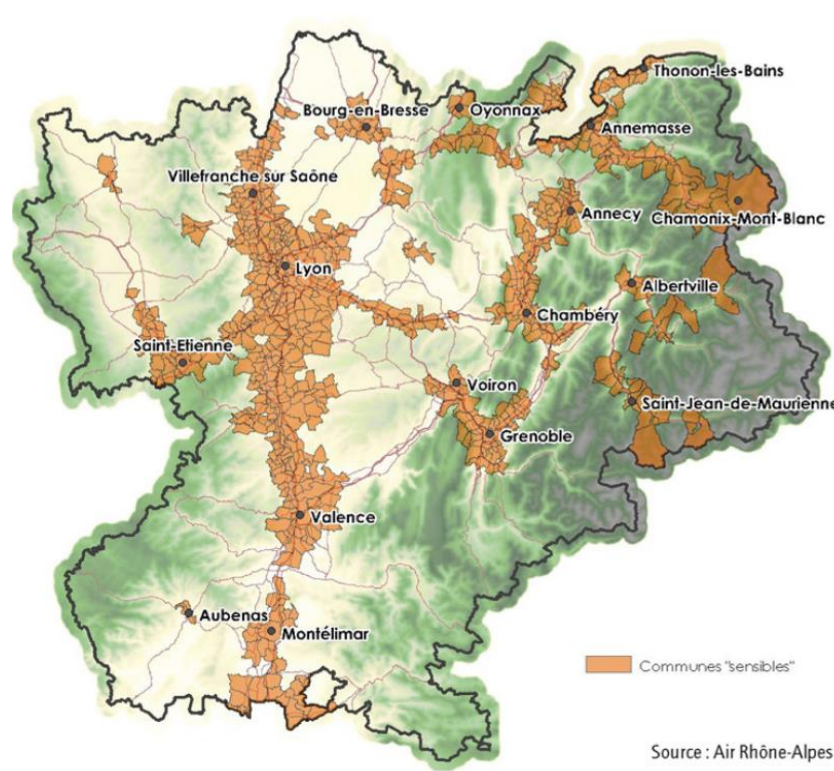 Thonon-les-Bains
Bourg-en-Bresse
Oyonnax
Annemasse
Villefranche sur Saône
Annecy
Chamonix-Mont-Blanc
Lyon
Albertville
Chambéry
Saint-Etienne
Voiron
Saint-Jean-de-Maurienne
Grenoble
Valence
Aubenas
Montélimar
Communes "sensibles"
Source : Air Rhône-Alpes